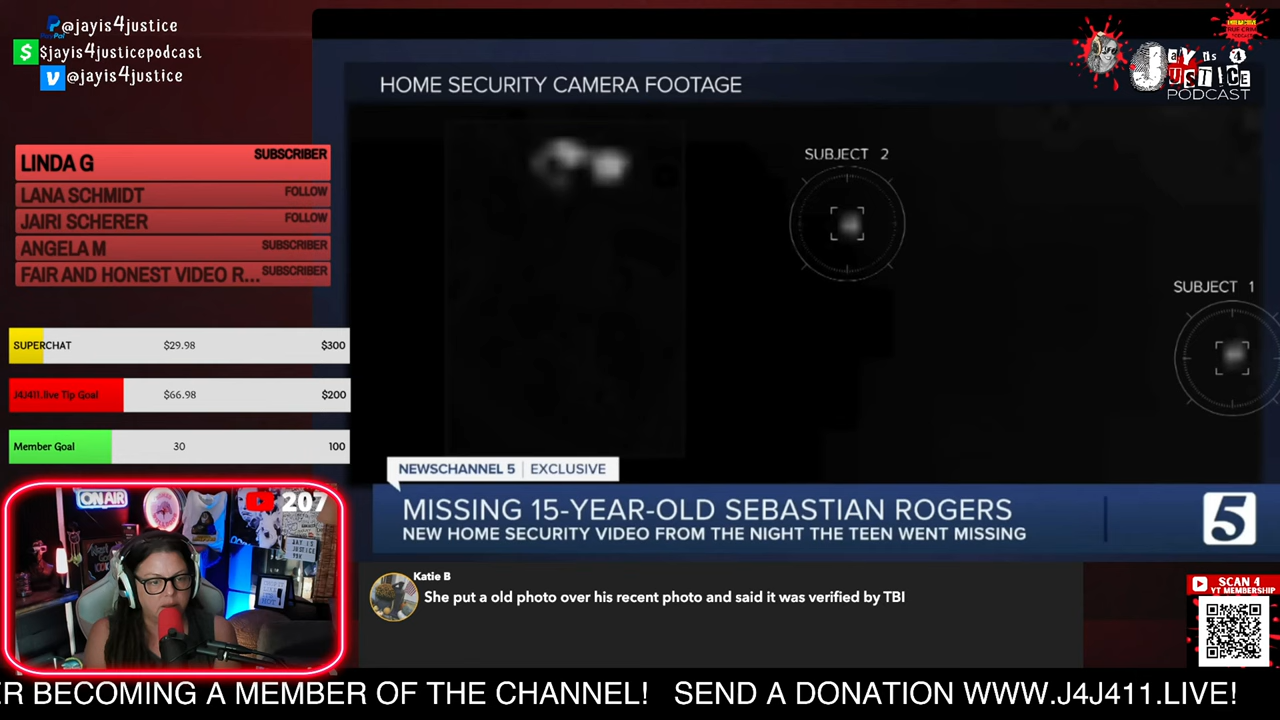 @jayis4justice
$jayis4justicepodcast
@jayis4justice
LINDA G SUBSCRIBER
LANA SCHMIDT FOLLOW
JAIRI SCHERER FOLLOW
ANGELA M SUBSCRIBER
FAIR AND HONEST VIDEO R... SUBSCRIBER
SUPERCHAT $29.98 $300
J4J411.live Tip Goal $66.98 $200
Member Goal 30 100
ON AIR
207
HOME SECURITY CAMERA FOOTAGE
SUBJECT 2
SUBJECT 1
NEWSCHANNEL 5 | EXCLUSIVE
MISSING 15-YEAR-OLD SEBASTIAN ROGERS
NEW HOME SECURITY VIDEO FROM THE NIGHT THE TEEN WENT MISSING
5
Jay is 4
JUSTICE
PODCAST
Katie B
She put a old photo over his recent photo and said it was verified by TBI
SCAN 4
YT MEMBERSHIP
ER BECOMING A MEMBER OF THE CHANNEL! SEND A DONATION WWW.J4J411.LIVE!